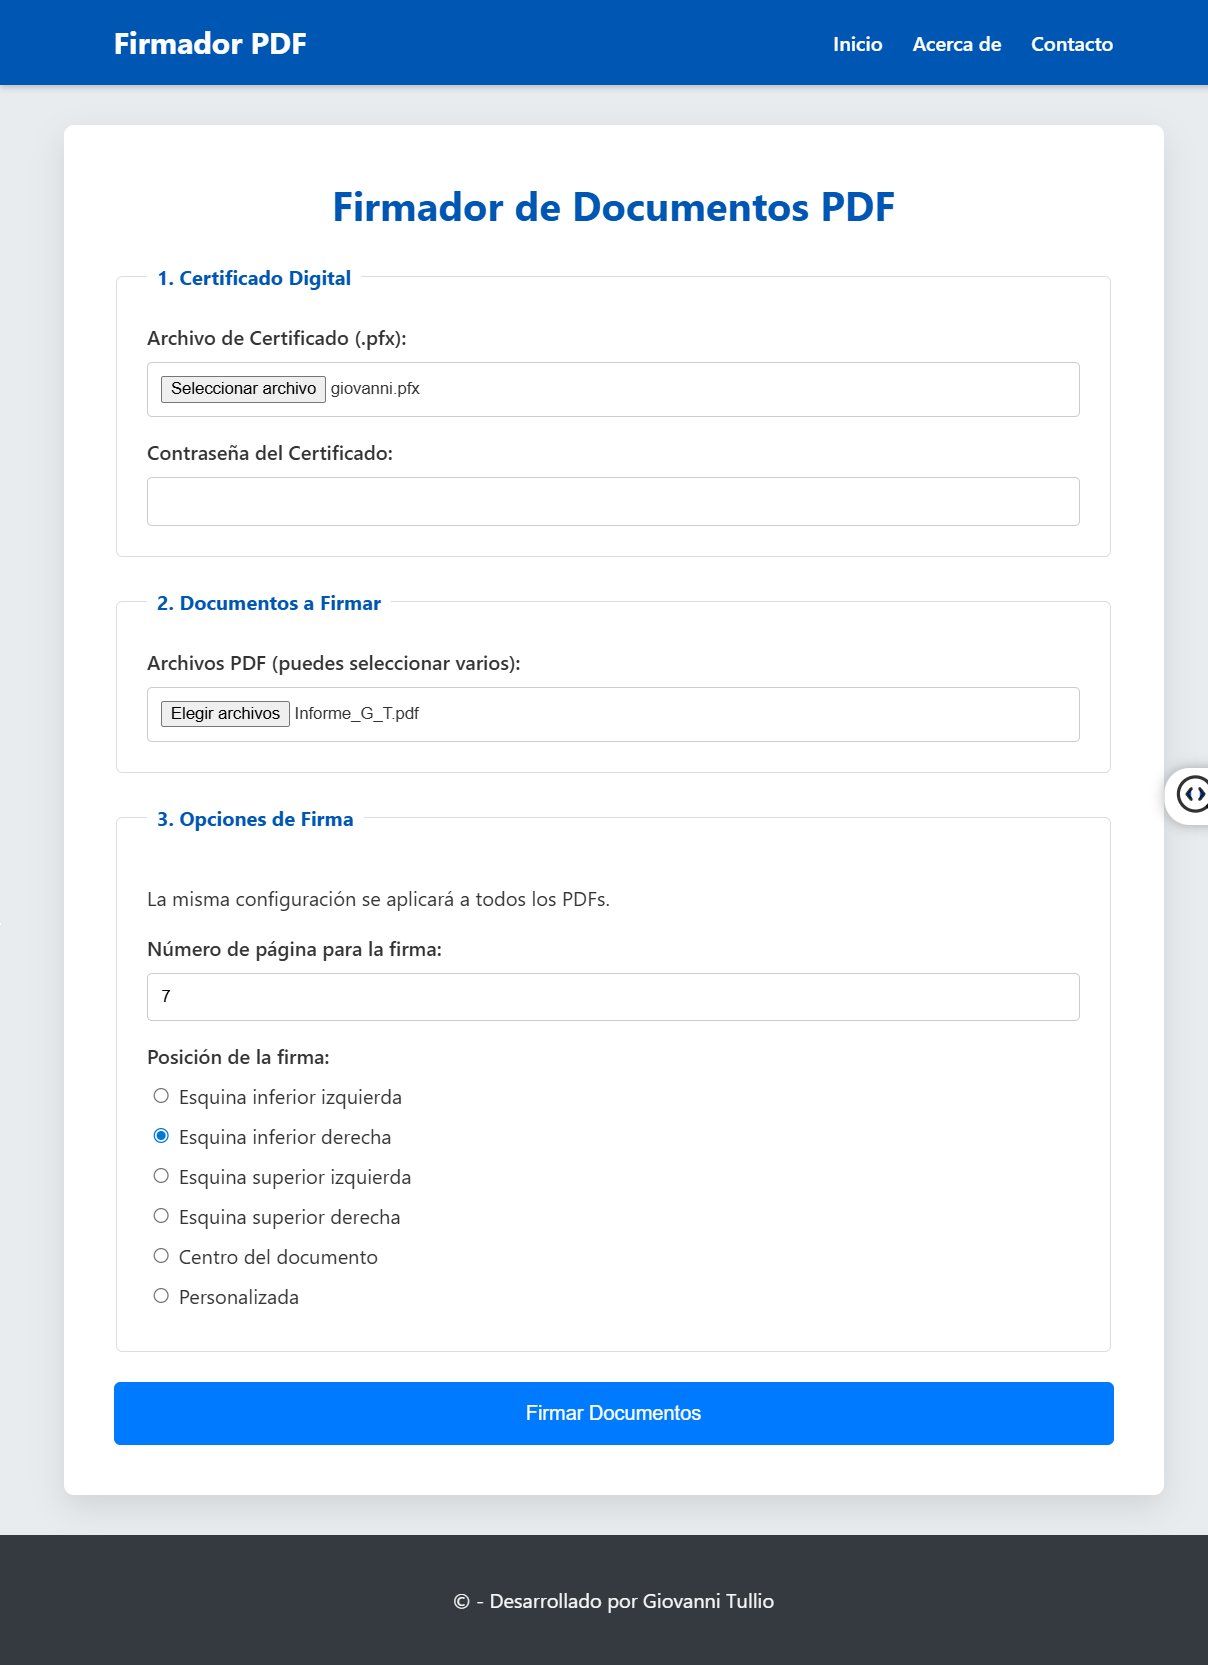 Firmador PDF
Inicio Acerca de Contacto
Firmador de Documentos PDF
1. Certificado Digital
Archivo de Certificado (.pfx):
Seleccionar archivo giovanni.pfx
Contraseña del Certificado:
2. Documentos a Firmar
Archivos PDF (puedes seleccionar varios):
Elegir archivos Informe_G_T.pdf
3. Opciones de Firma
La misma configuración se aplicará a todos los PDFs.
Número de página para la firma:
7
Posición de la firma:
Esquina inferior izquierda
Esquina inferior derecha
Esquina superior izquierda
Esquina superior derecha
Centro del documento
Personalizada
Firmar Documentos
© - Desarrollado por Giovanni Tullio